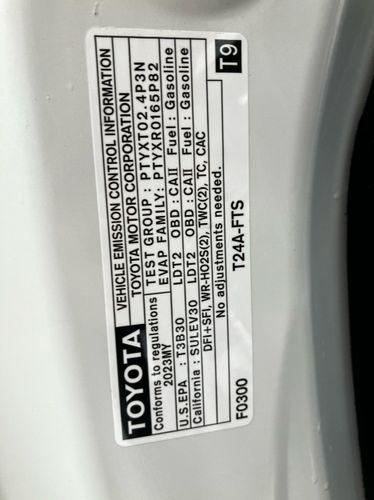 TOYOTA
VEHICLE EMISSION CONTROL INFORMATION
TOYOTA MOTOR CORPORATION
Conforms to regulations
2023MY
TEST GROUP : PTYXT02.4P3N
EVAP FAMILY: PTYXR0165P82
U.S.EPA : T3B30 LDT2 OBD:CAII Fuel:Gasoline
California : SULEV30 LDT2 OBD:CAII Fuel:Gasoline
DFI+SFI, WR-HO2S(2), TWC(2), TC, CAC
No adjustments needed.
F0300
T24A-FTS
T9